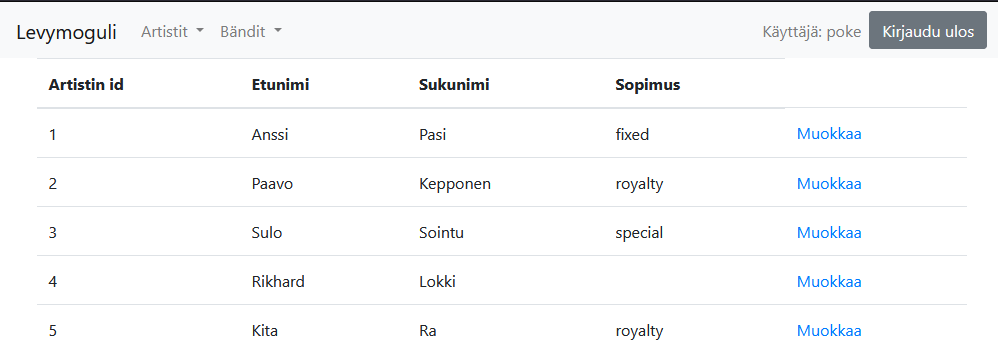 Levymoguli Artistit Bändit Käyttäjä: poke Kirjaudu ulos
Artistin id Etunimi Sukunimi Sopimus
1 Anssi Pasi fixed Muokkaa
2 Paavo Kepponen royalty Muokkaa
3 Sulo Sointu special Muokkaa
4 Rikhard Lokki Muokkaa
5 Kita Ra royalty Muokkaa